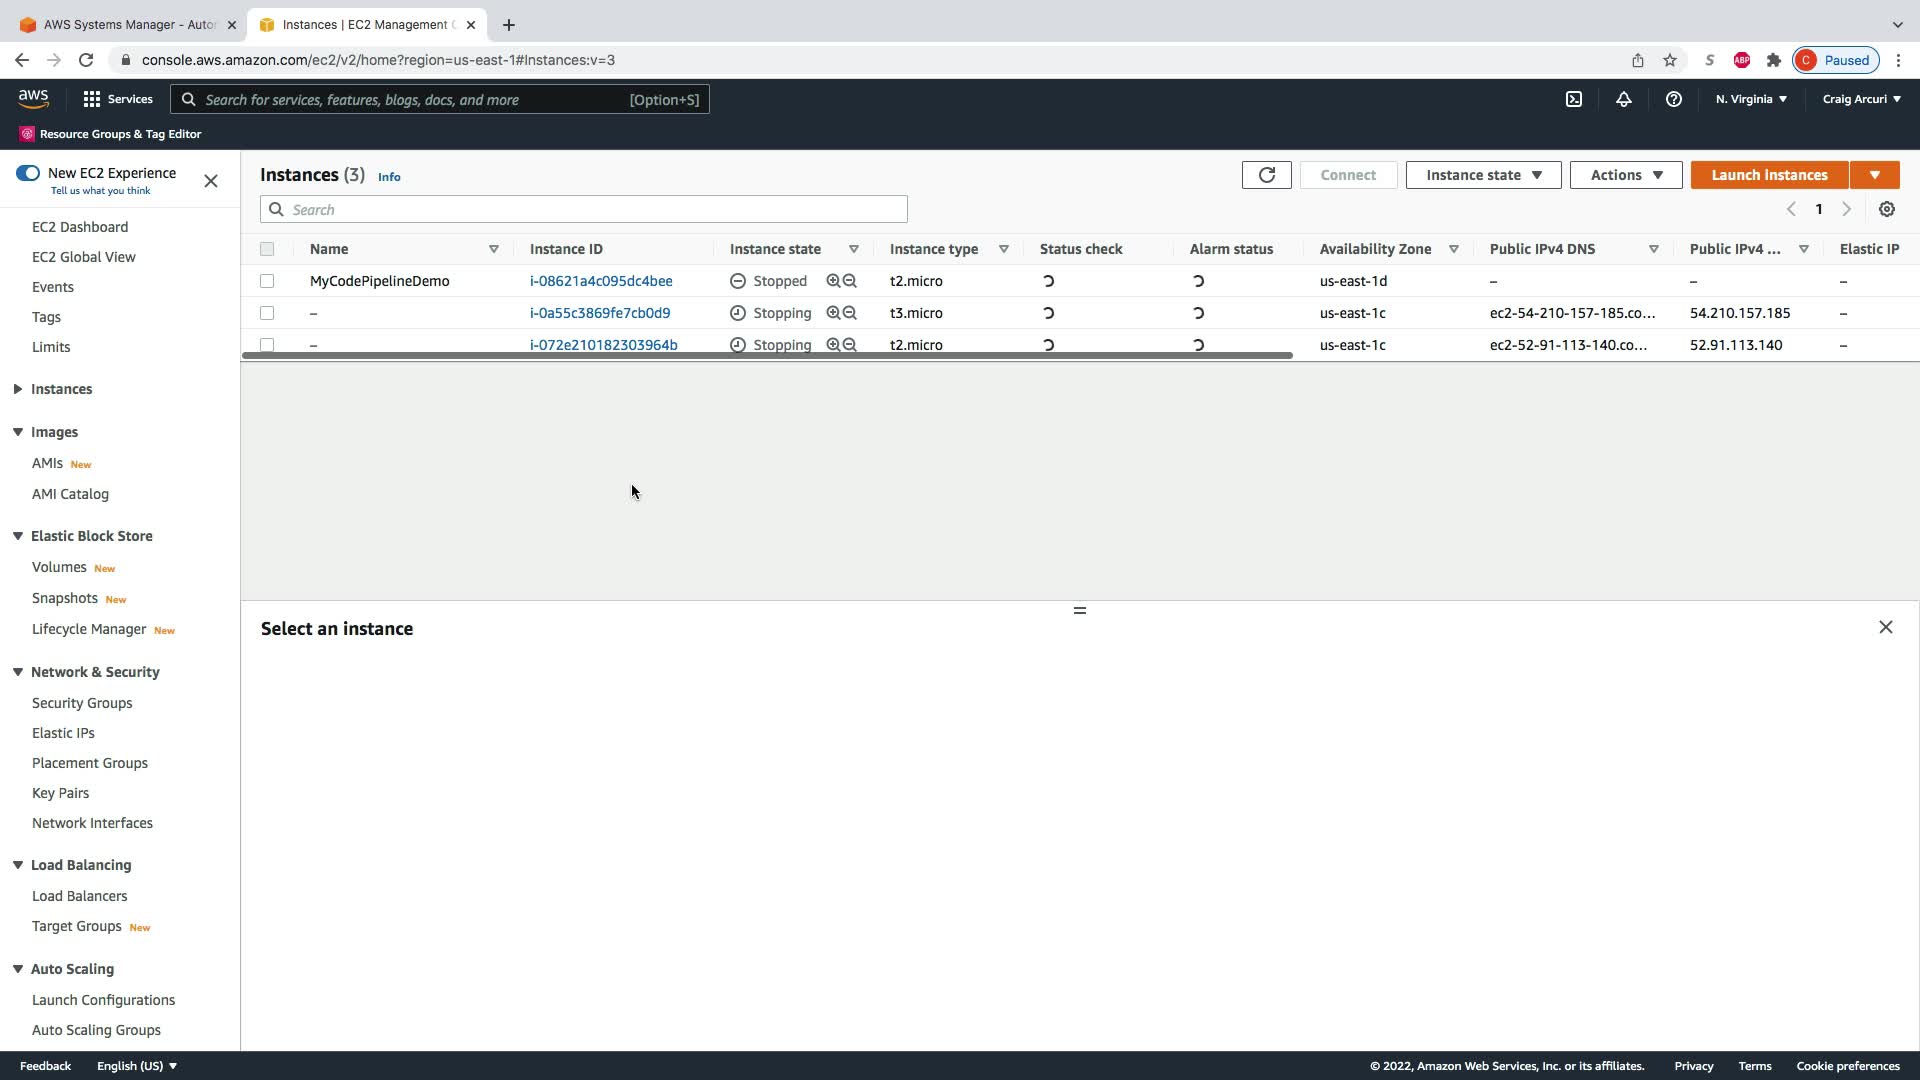 AWS Systems Manager - Autor
Instances | EC2 Management C
console.aws.amazon.com/ec2/v2/home?region=us-east-1#Instances:v=3
S
ABP
C
Paused
aws
Services
Search for services, features, blogs, docs, and more
[Option+S]
N. Virginia
Craig Arcuri
Resource Groups & Tag Editor
New EC2 Experience
Tell us what you think
EC2 Dashboard
EC2 Global View
Events
Tags
Limits
Instances
Images
AMIs New
AMI Catalog
Elastic Block Store
Volumes New
Snapshots New
Lifecycle Manager New
Network & Security
Security Groups
Elastic IPs
Placement Groups
Key Pairs
Network Interfaces
Load Balancing
Load Balancers
Target Groups New
Auto Scaling
Launch Configurations
Auto Scaling Groups
Instances (3) Info
Connect
Instance state
Actions
Launch Instances
Search
1
Name Instance ID Instance state Instance type Status check Alarm status Availability Zone Public IPv4 DNS Public IPv4 ... Elastic IP
MyCodePipelineDemo i-08621a4c095dc4bee Stopped t2.micro us-east-1d – – –
– i-0a55c3869fe7cb0d9 Stopping t3.micro us-east-1c ec2-54-210-157-185.co... 54.210.157.185 –
– i-072e210182303964b Stopping t2.micro us-east-1c ec2-52-91-113-140.co... 52.91.113.140 –
Select an instance
Feedback
English (US)
© 2022, Amazon Web Services, Inc. or its affiliates.
Privacy
Terms
Cookie preferences